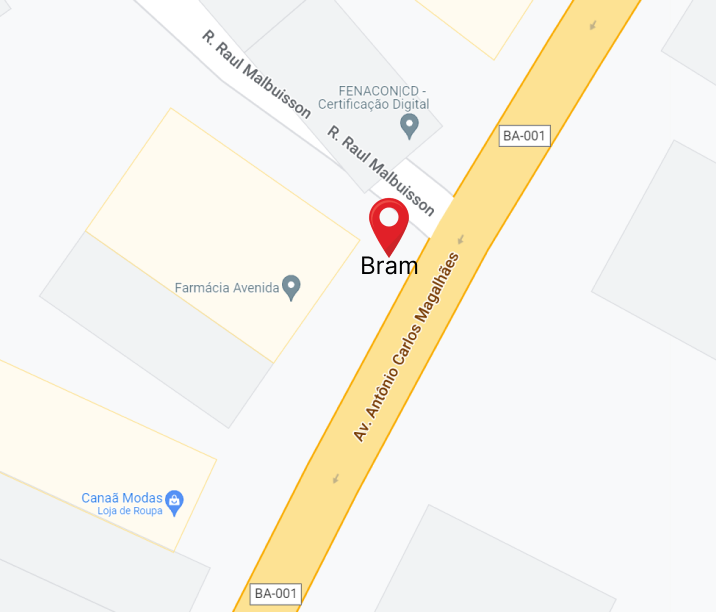 R. Raul Malbuisson
FENACON|CD -
Certificação Digital
R. Raul Malbuisson
BA-001
Bram
Farmácia Avenida
Av. Antônio Carlos Magalhães
Canaã Modas
Loja de Roupa
BA-001